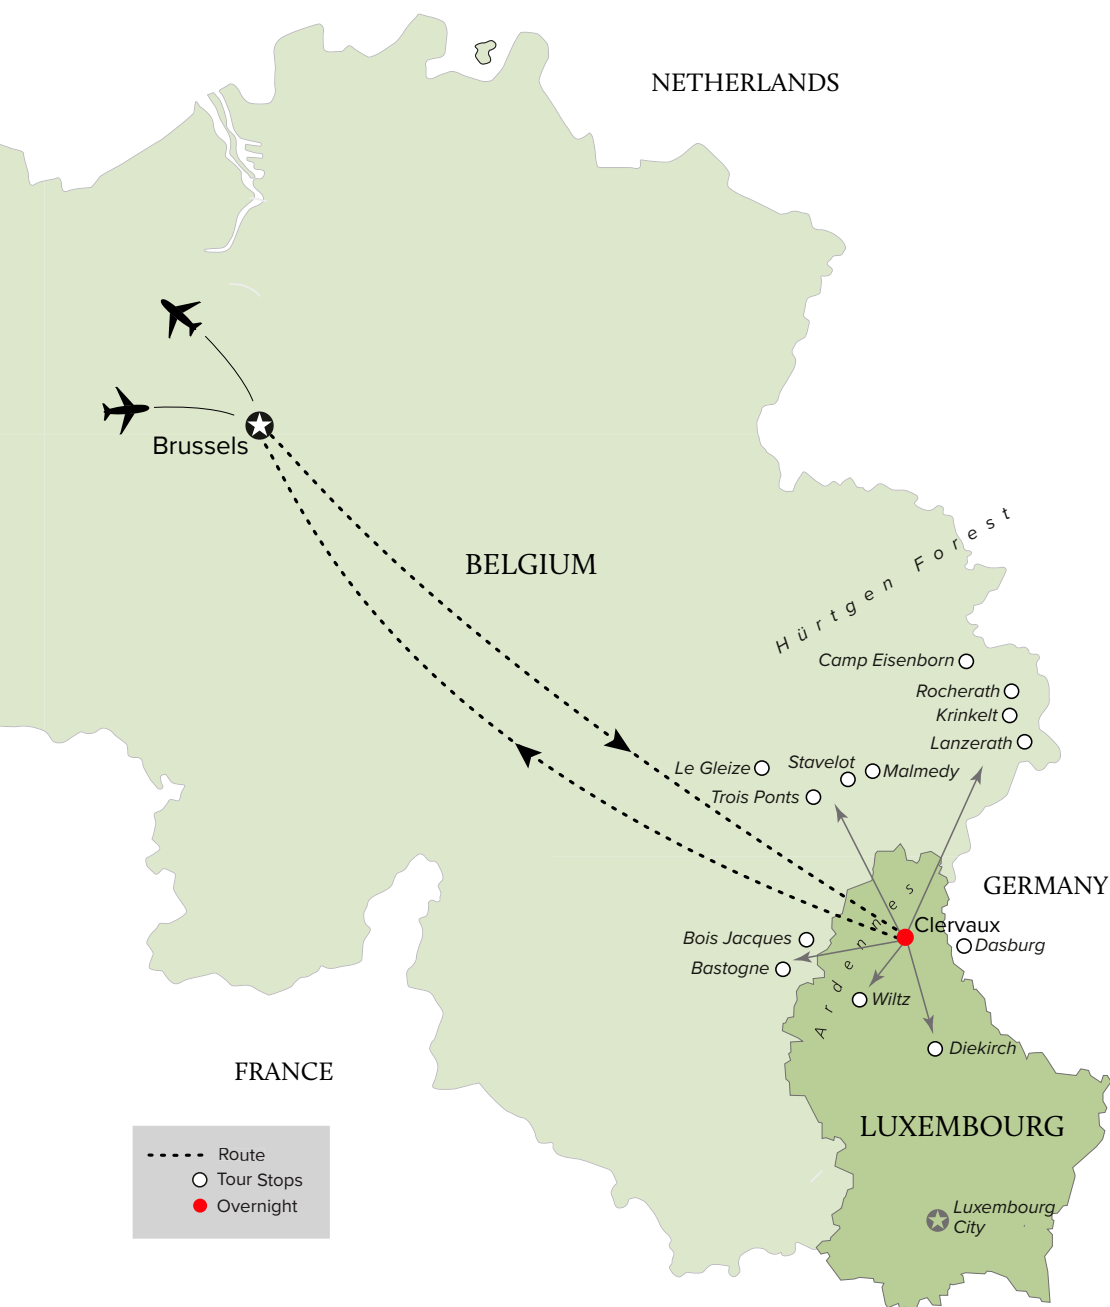 NETHERLANDS
Brussels
BELGIUM
Hürtgen Forest
Camp Eisenborn
Rocherath
Krinkelt
Lanzerath
Stavelot
Le Gleize
Malmedy
Trois Ponts
GERMANY
Ardennes
Clervaux
Bois Jacques
Dasburg
Bastogne
Wiltz
Diekirch
FRANCE
LUXEMBOURG
Route
Tour Stops
Overnight
Luxembourg
City